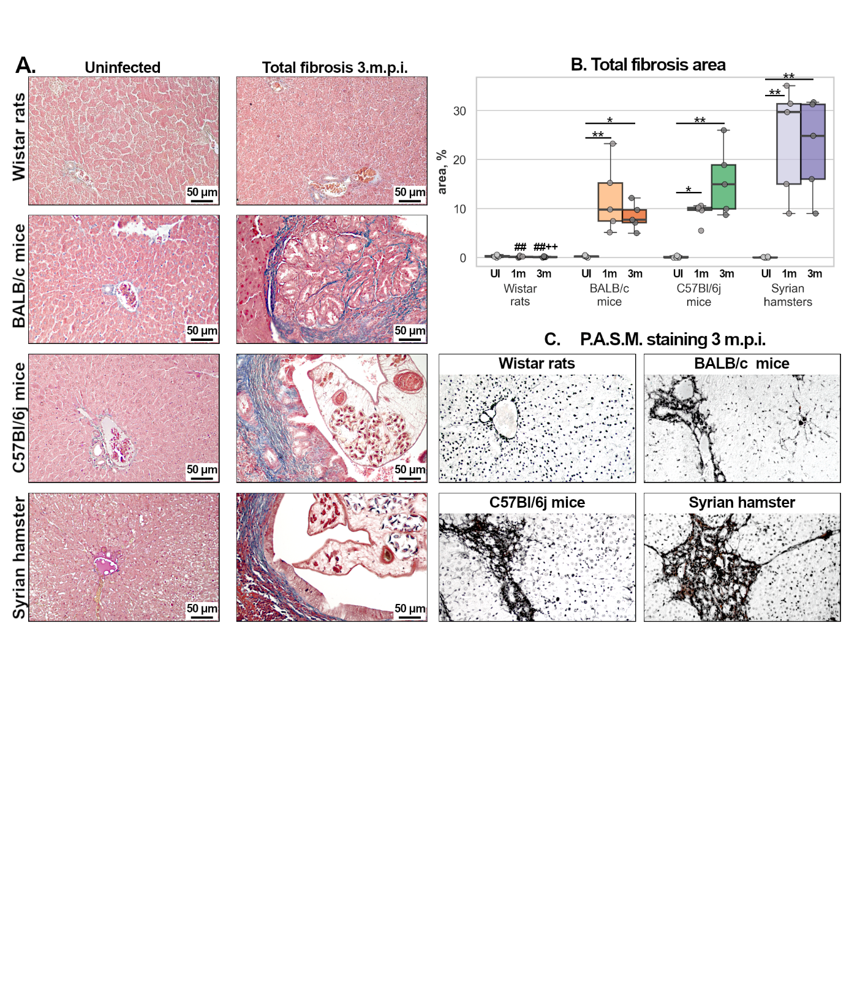 A.
Uninfected
Total fibrosis 3.m.p.i.
Wistar rats
50 µm
50 µm
BALB/c mice
50 µm
50 µm
C57Bl/6j mice
50 µm
50 µm
Syrian hamster
50 µm
50 µm
B. Total fibrosis area
area, %
30
20
10
0
** 
**
*
**
**
*
## ##++
UI 1m 3m UI 1m 3m UI 1m 3m UI 1m 3m
Wistar rats
BALB/c mice
C57Bl/6j mice
Syrian hamsters
C. P.A.S.M. staining 3 m.p.i.
Wistar rats
BALB/c mice
C57Bl/6j mice
Syrian hamster